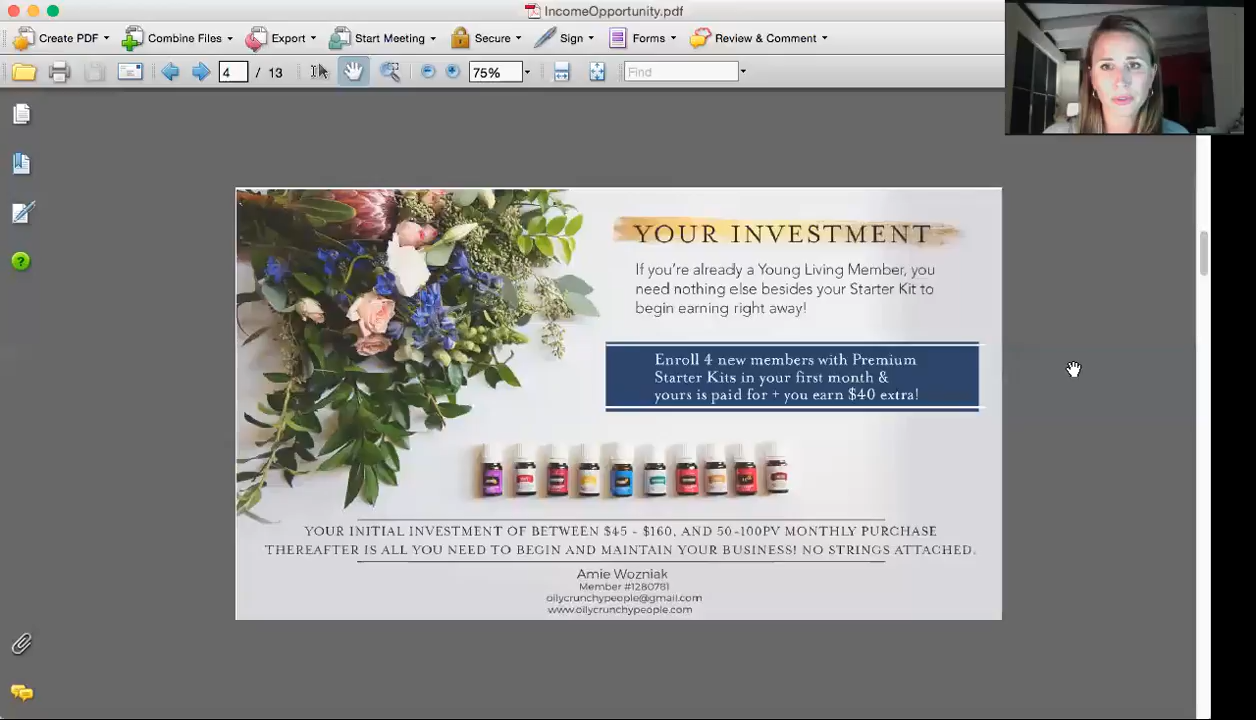 IncomeOpportunity.pdf
Create PDF
Combine Files
Export
Start Meeting
Secure
Sign
Forms
Review & Comment
4 / 13
75%
Find
YOUR INVESTMENT
If you're already a Young Living Member, you
need nothing else besides your Starter Kit to
begin earning right away!
Enroll 4 new members with Premium
Starter Kits in your first month &
yours is paid for + you earn $40 extra!
YOUR INITIAL INVESTMENT OF BETWEEN $45 - $160, AND 50-100PV MONTHLY PURCHASE
THEREAFTER IS ALL YOU NEED TO BEGIN AND MAINTAIN YOUR BUSINESS! NO STRINGS ATTACHED.
Amie Wozniak
Member #1280781
oilycrunchypeople@gmail.com
www.oilycrunchypeople.com